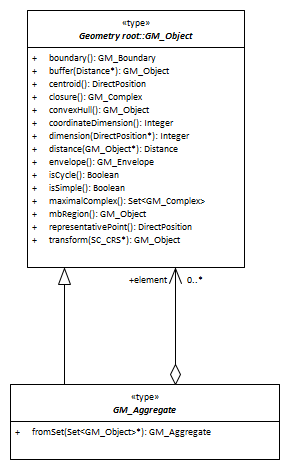 «type»
Geometry root::GM_Object
+ boundary(): GM_Boundary
+ buffer(Distance*): GM_Object
+ centroid(): DirectPosition
+ closure(): GM_Complex
+ convexHull(): GM_Object
+ coordinateDimension(): Integer
+ dimension(DirectPosition*): Integer
+ distance(GM_Object*): Distance
+ envelope(): GM_Envelope
+ isCycle(): Boolean
+ isSimple(): Boolean
+ maximalComplex(): Set<GM_Complex>
+ mbRegion(): GM_Object
+ representativePoint(): DirectPosition
+ transform(SC_CRS*): GM_Object
+element 0..*
«type»
GM_Aggregate
+ fromSet(Set<GM_Object>*): GM_Aggregate